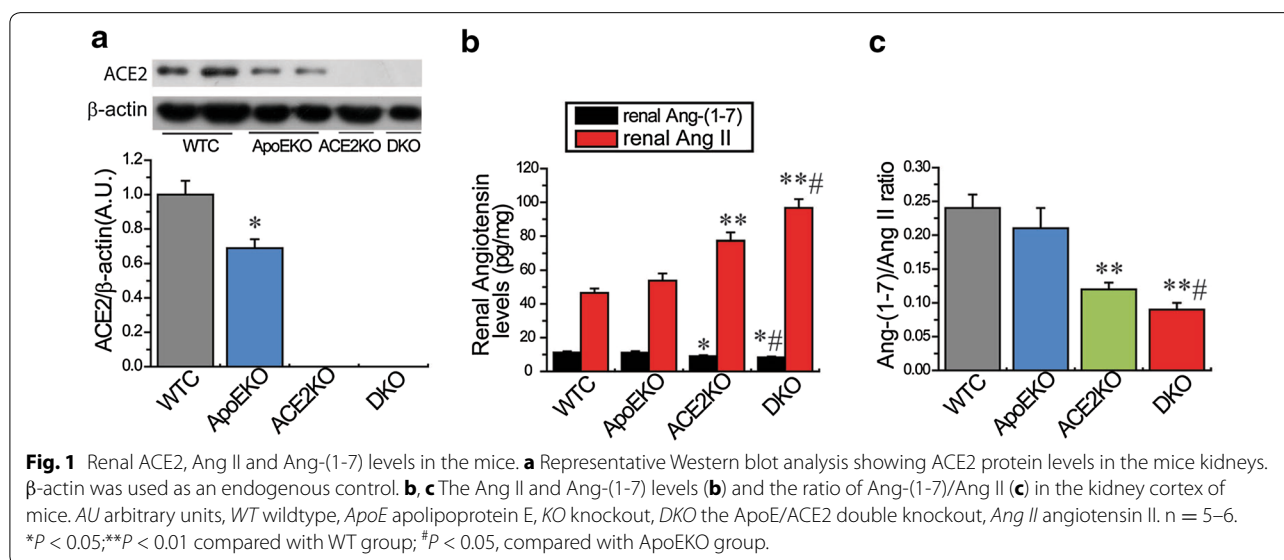 a
ACE2
β-actin
WTC ApoEKO ACE2KO DKO
ACE2/β-actin(A.U.)
1.2
1.0
0.8
0.6
0.4
0.2
0.0
*
WTC
ApoEKO
ACE2KO
DKO
b
renal Ang-(1-7)
renal Ang II
Renal Angiotensin
levels (pg/mg)
120
100
80
60
40
20
0
*
**
*#
**#
WTC
ApoEKO
ACE2KO
DKO
c
Ang-(1-7)/Ang II ratio
0.30
0.25
0.20
0.15
0.10
0.05
0.00
**
**#
WTC
ApoEKO
ACE2KO
DKO
Fig. 1 Renal ACE2, Ang II and Ang-(1-7) levels in the mice. a Representative Western blot analysis showing ACE2 protein levels in the mice kidneys.
β-actin was used as an endogenous control. b, c The Ang II and Ang-(1-7) levels (b) and the ratio of Ang-(1-7)/Ang II (c) in the kidney cortex of
mice. AU arbitrary units, WT wildtype, ApoE apolipoprotein E, KO knockout, DKO the ApoE/ACE2 double knockout, Ang II angiotensin II. n = 5–6.
*P < 0.05;**P < 0.01 compared with WT group; #P < 0.05, compared with ApoEKO group.